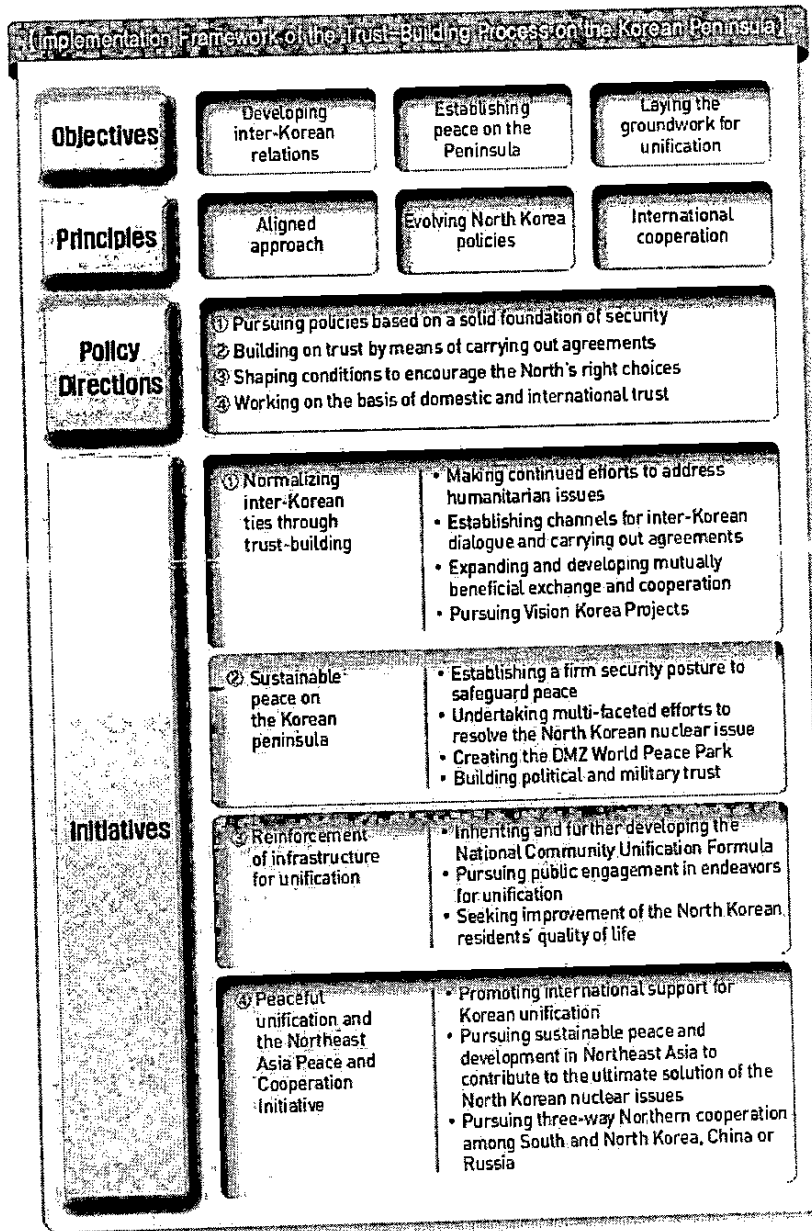 [Implementation Framework of the Trust-Building Process on the Korean Peninsula]
Objectives
Developing
inter-Korean
relations
Establishing
peace on the
Peninsula
Laying the
groundwork for
unification
Principles
Aligned
approach
Evolving North Korea
policies
International
cooperation
Policy
Directions
① Pursuing policies based on a solid foundation of security
② Building on trust by means of carrying out agreements
③ Shaping conditions to encourage the North's right choices
④ Working on the basis of domestic and international trust
Initiatives
① Normalizing
inter-Korean
ties through
trust-building
• Making continued efforts to address
humanitarian issues
• Establishing channels for inter-Korean
dialogue and carrying out agreements
• Expanding and developing mutually
beneficial exchange and cooperation
• Pursuing Vision Korea Projects
② Sustainable
peace on
the Korean
peninsula
• Establishing a firm security posture to
safeguard peace
• Undertaking multi-faceted efforts to
resolve the North Korean nuclear issue
• Creating the DMZ World Peace Park
• Building political and military trust
③ Reinforcement
of infrastructure
for unification
• Inheriting and further developing the
National Community Unification Formula
• Pursuing public engagement in endeavors
for unification
• Seeking improvement of the North Korean
residents' quality of life
④ Peaceful
unification and
the Northeast
Asia Peace and
Cooperation
Initiative
• Promoting international support for
Korean unification
• Pursuing sustainable peace and
development in Northeast Asia to
contribute to the ultimate solution of the
North Korean nuclear issues
• Pursuing three-way Northern cooperation
among South and North Korea, China or
Russia